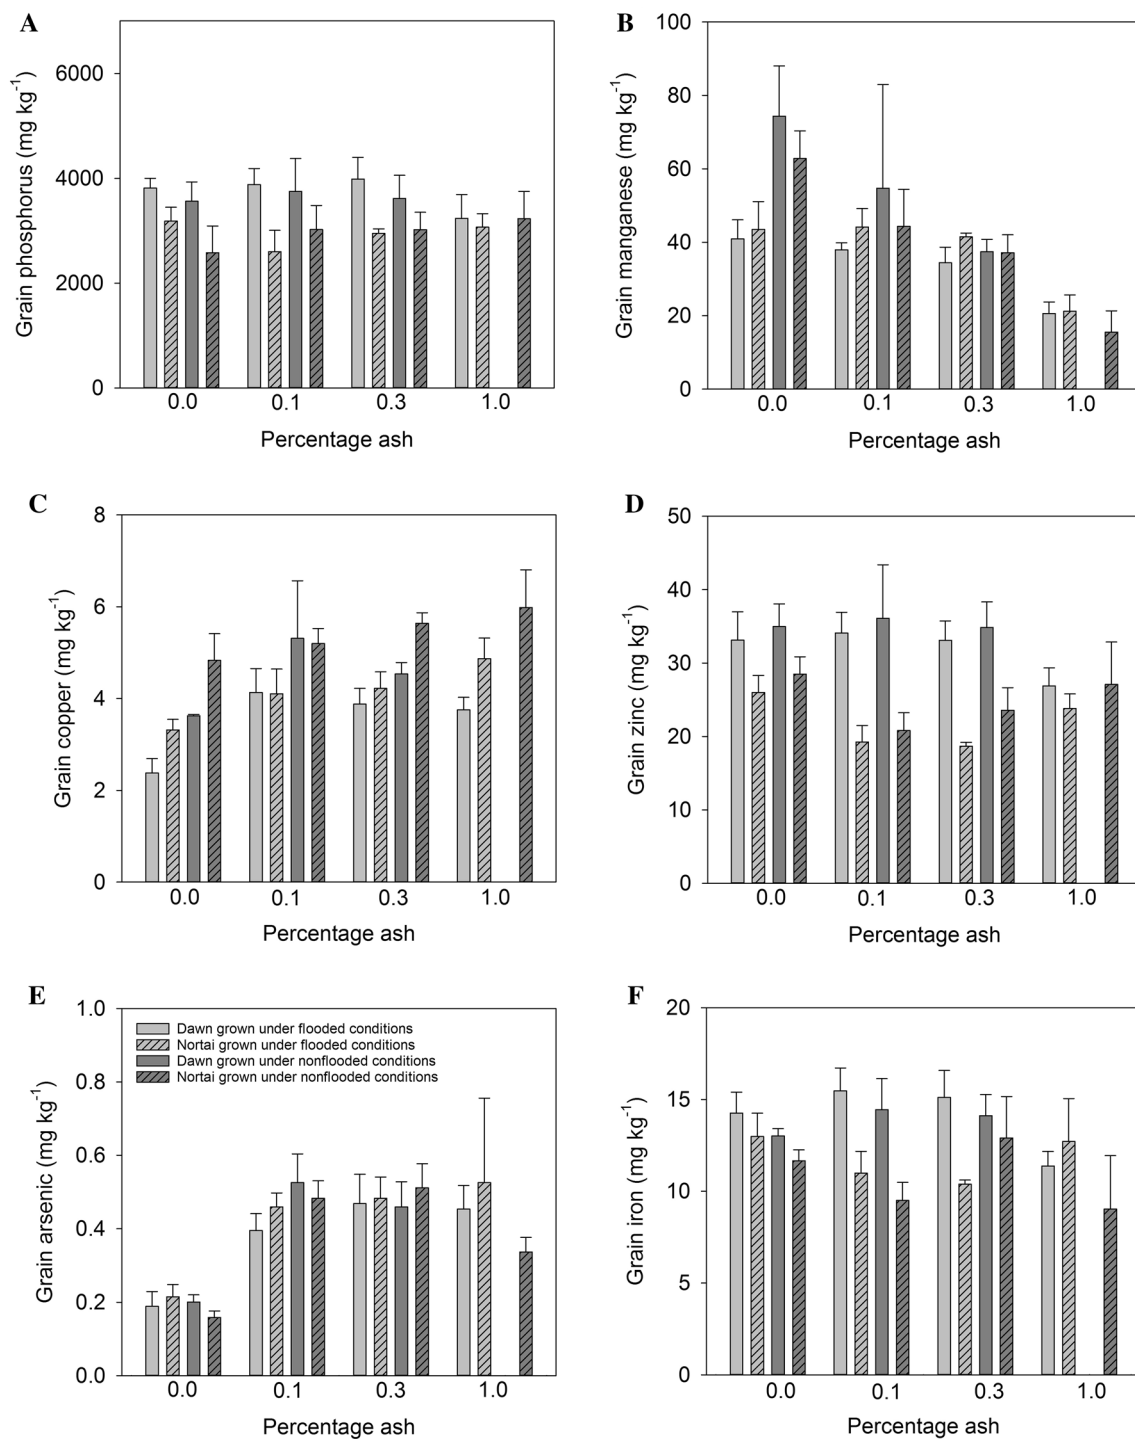 A
Grain phosphorus (mg kg⁻¹)
6000
4000
2000
0
0.0 0.1 0.3 1.0
Percentage ash
B
Grain manganese (mg kg⁻¹)
100
80
60
40
20
0
0.0 0.1 0.3 1.0
Percentage ash
C
Grain copper (mg kg⁻¹)
8
6
4
2
0
0.0 0.1 0.3 1.0
Percentage ash
D
Grain zinc (mg kg⁻¹)
50
40
30
20
10
0
0.0 0.1 0.3 1.0
Percentage ash
E
Grain arsenic (mg kg⁻¹)
1.0
0.8
0.6
0.4
0.2
0.0
Dawn grown under flooded conditions
Nortai grown under flooded conditions
Dawn grown under nonflooded conditions
Nortai grown under nonflooded conditions
0.0 0.1 0.3 1.0
Percentage ash
F
Grain iron (mg kg⁻¹)
20
15
10
5
0
0.0 0.1 0.3 1.0
Percentage ash